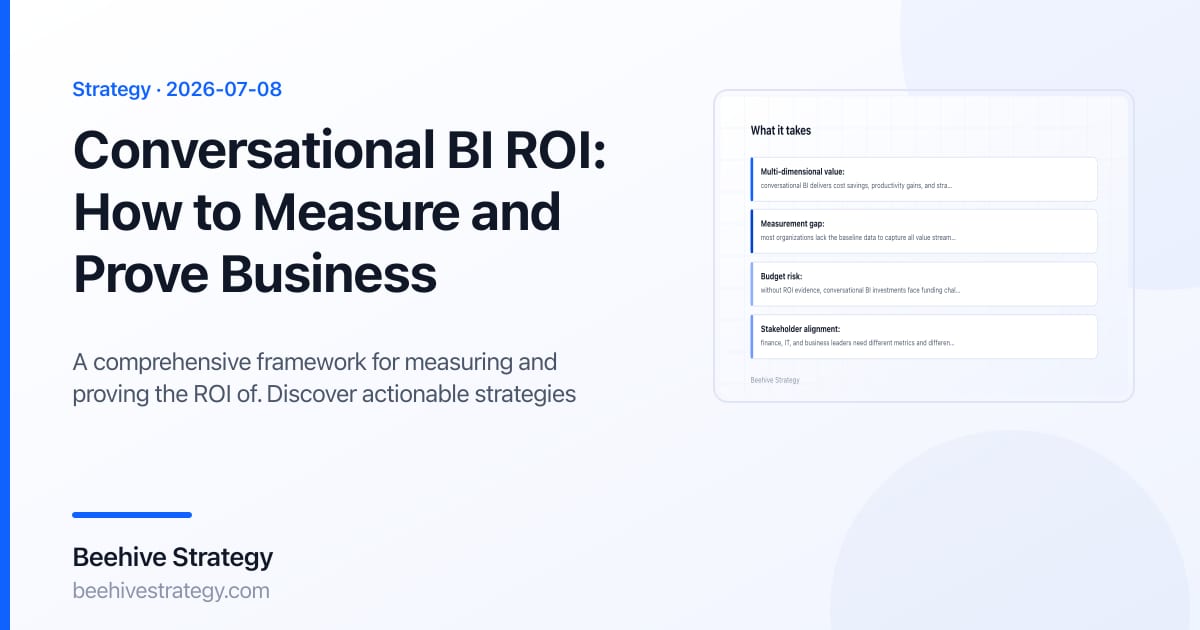 Strategy · 2026-07-08
Conversational BI ROI:
How to Measure and
Prove Business
A comprehensive framework for measuring and
proving the ROI of. Discover actionable strategies
Beehive Strategy
beehivestrategy.com
What it takes
Multi-dimensional value:
conversational BI delivers cost savings, productivity gains, and stra...
Measurement gap:
most organizations lack the baseline data to capture all value stream...
Budget risk:
without ROI evidence, conversational BI investments face funding chal...
Stakeholder alignment:
finance, IT, and business leaders need different metrics and differen...
Beehive Strategy